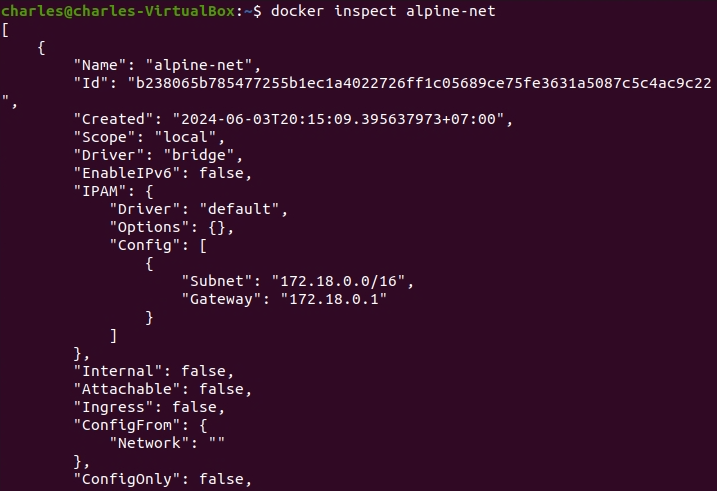 charles@charles-VirtualBox:~$ docker inspect alpine-net
[
    {
        "Name": "alpine-net",
        "Id": "b238065b785477255b1ec1a4022726ff1c05689ce75fe3631a5087c5c4ac9c22
",
        "Created": "2024-06-03T20:15:09.395637973+07:00",
        "Scope": "local",
        "Driver": "bridge",
        "EnableIPv6": false,
        "IPAM": {
            "Driver": "default",
            "Options": {},
            "Config": [
                {
                    "Subnet": "172.18.0.0/16",
                    "Gateway": "172.18.0.1"
                }
            ]
        },
        "Internal": false,
        "Attachable": false,
        "Ingress": false,
        "ConfigFrom": {
            "Network": ""
        },
        "ConfigOnly": false,